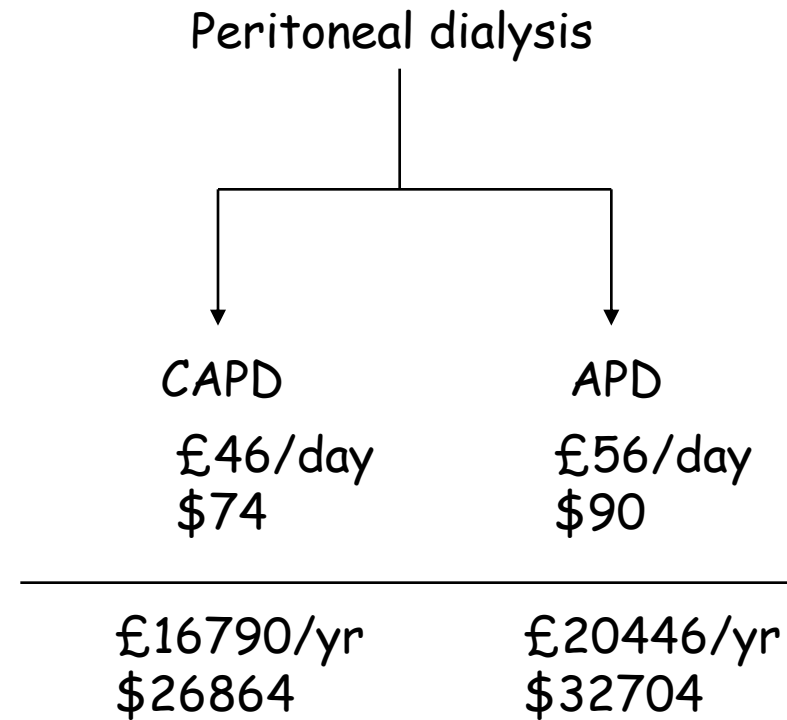 Peritoneal dialysis
CAPD
£46/day
$74
£16790/yr
$26864
APD
£56/day
$90
£20446/yr
$32704